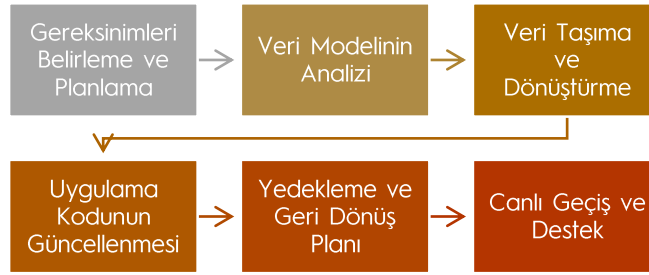 Gereksinimleri
Belirleme ve
Planlama
Veri Modelinin
Analizi
Veri Taşıma
ve
Dönüştürme
Uygulama
Kodunun
Güncellenmesi
Yedekleme ve
Geri Dönüş
Planı
Canlı Geçiş ve
Destek